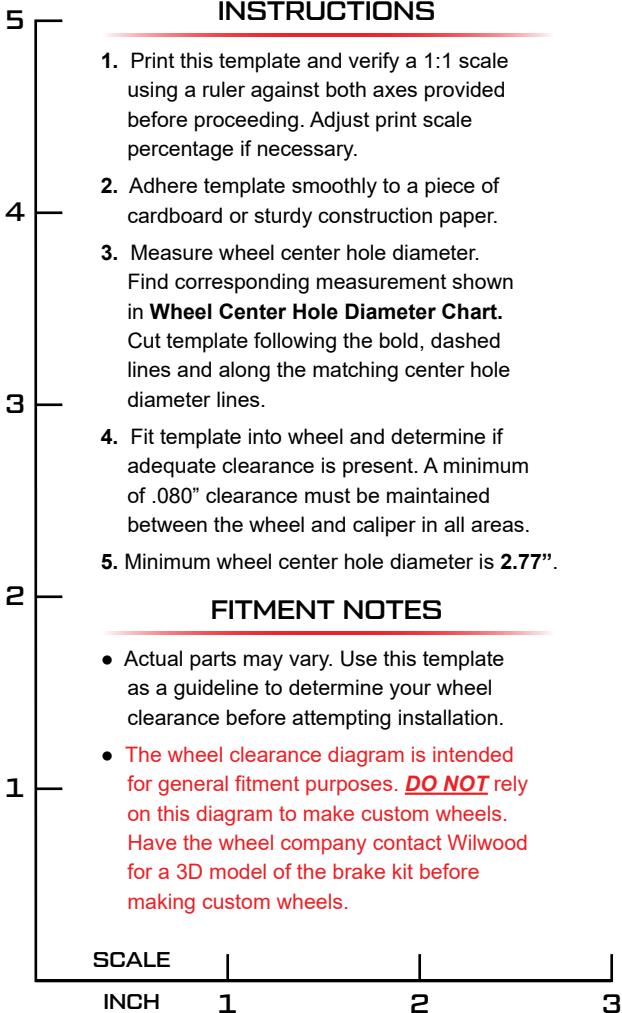 INSTRUCTIONS
1. Print this template and verify a 1:1 scale
using a ruler against both axes provided
before proceeding. Adjust print scale
percentage if necessary.
2. Adhere template smoothly to a piece of
cardboard or sturdy construction paper.
3. Measure wheel center hole diameter.
Find corresponding measurement shown
in Wheel Center Hole Diameter Chart.
Cut template following the bold, dashed
lines and along the matching center hole
diameter lines.
4. Fit template into wheel and determine if
adequate clearance is present. A minimum
of .080” clearance must be maintained
between the wheel and caliper in all areas.
5. Minimum wheel center hole diameter is 2.77”.
FITMENT NOTES
● Actual parts may vary. Use this template
as a guideline to determine your wheel
clearance before attempting installation.
● The wheel clearance diagram is intended
for general fitment purposes. DO NOT rely
on this diagram to make custom wheels.
Have the wheel company contact Wilwood
for a 3D model of the brake kit before
making custom wheels.
5
4
3
2
1
SCALE
INCH 1 2 3